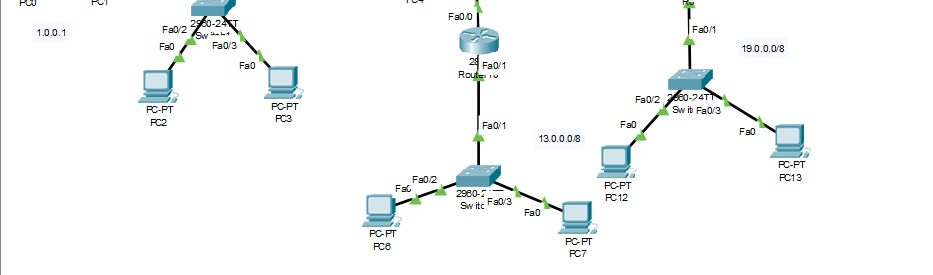 PC0
PC1
1.0.0.1
Fa0/2
2960-24TT
Fa0/3
Fa0
Fa0
PC-PT
PC2
PC-PT
PC3
Fa0/0
Fa0/1
Fa0/1
13.0.0.0/8
Fa0/2
Fa0/3
Fa0
PC-PT
PC6
PC-PT
PC7
Fa0/1
19.0.0.0/8
2960-24TT
Fa0/2
Fa0/3
Fa0
Fa0
PC-PT
PC12
PC-PT
PC13